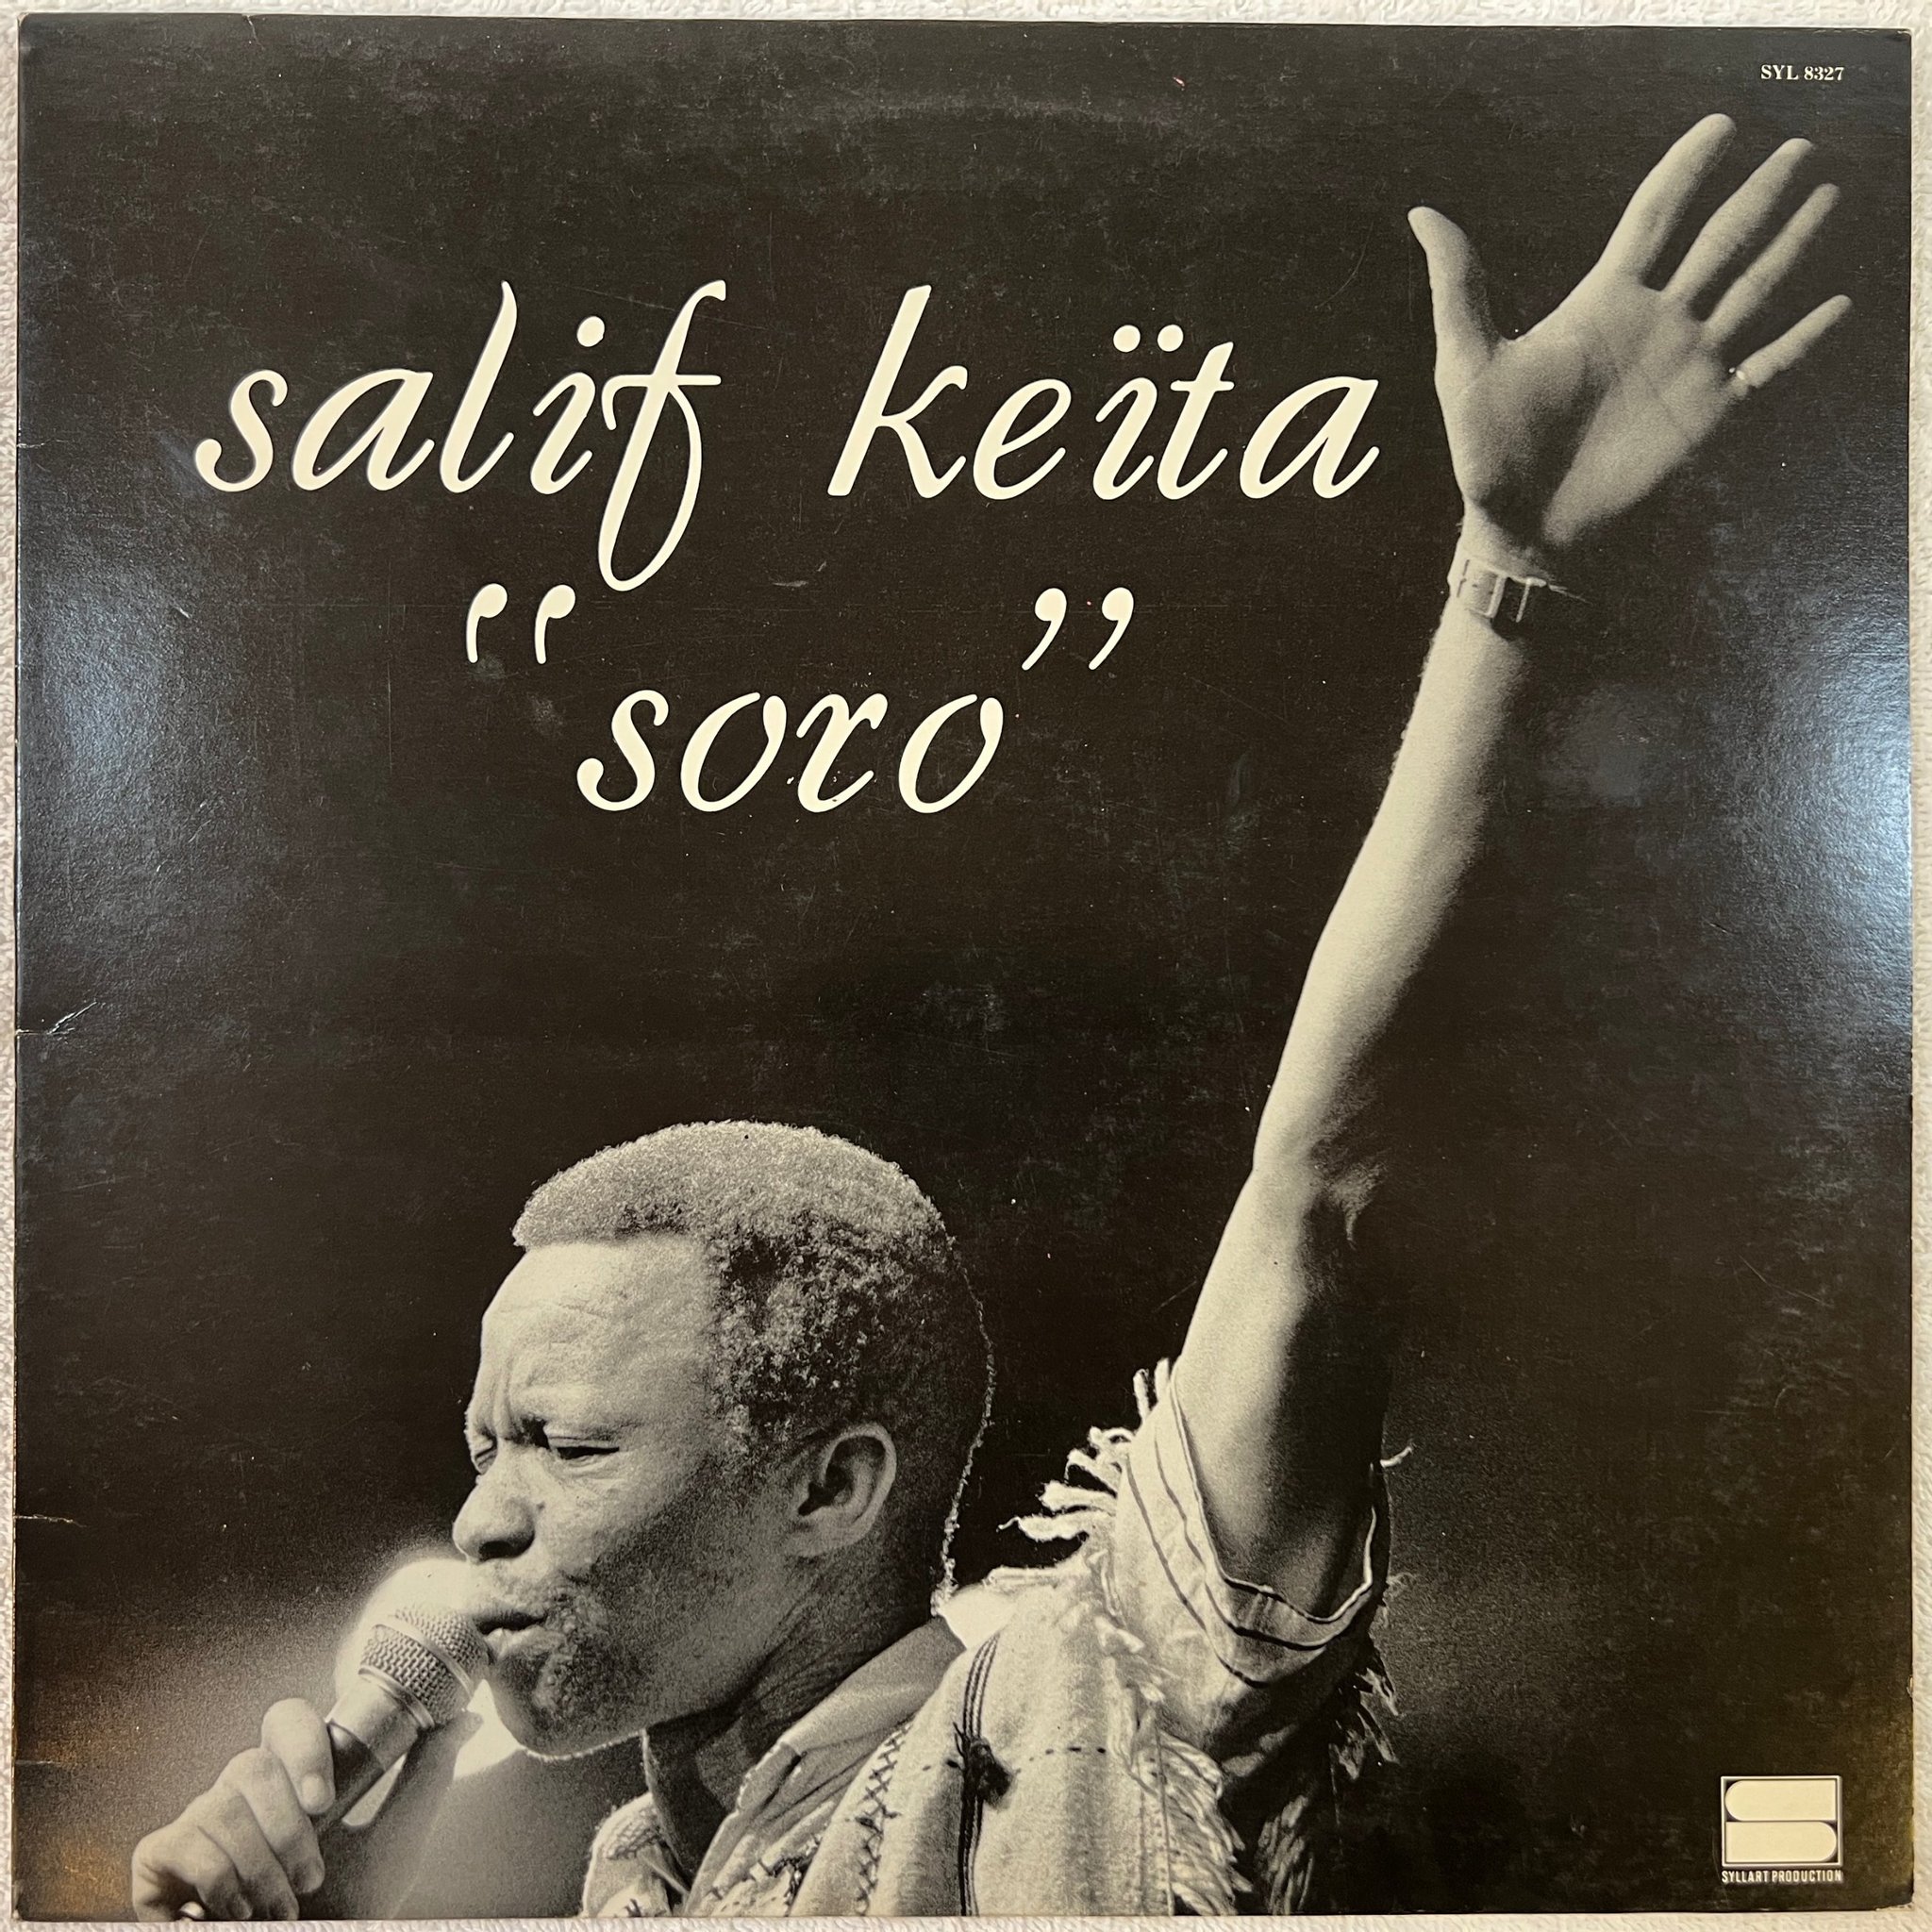 SYL 8327
salif keïta
“soro”
SYLLART PRODUCTION